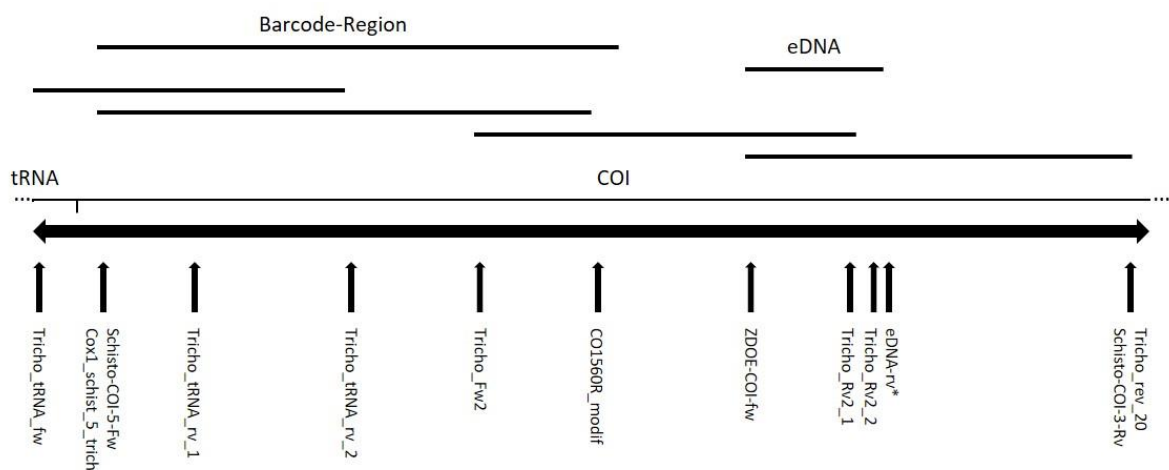 Barcode-Region
eDNA
tRNA
COI
...
...
Tricho_tRNA_fw
Schisto-COI-5-Fw
Cox1_schist_5_trich
Tricho_tRNA_rv_1
Tricho_tRNA_rv_2
Tricho_Fw2
CO1560R_modif
ZDOE-COI-fw
Tricho_Rv2_1
Tricho_Rv2_2
eDNA-rv*
Tricho_rev_20
Schisto-COI-3-Rv